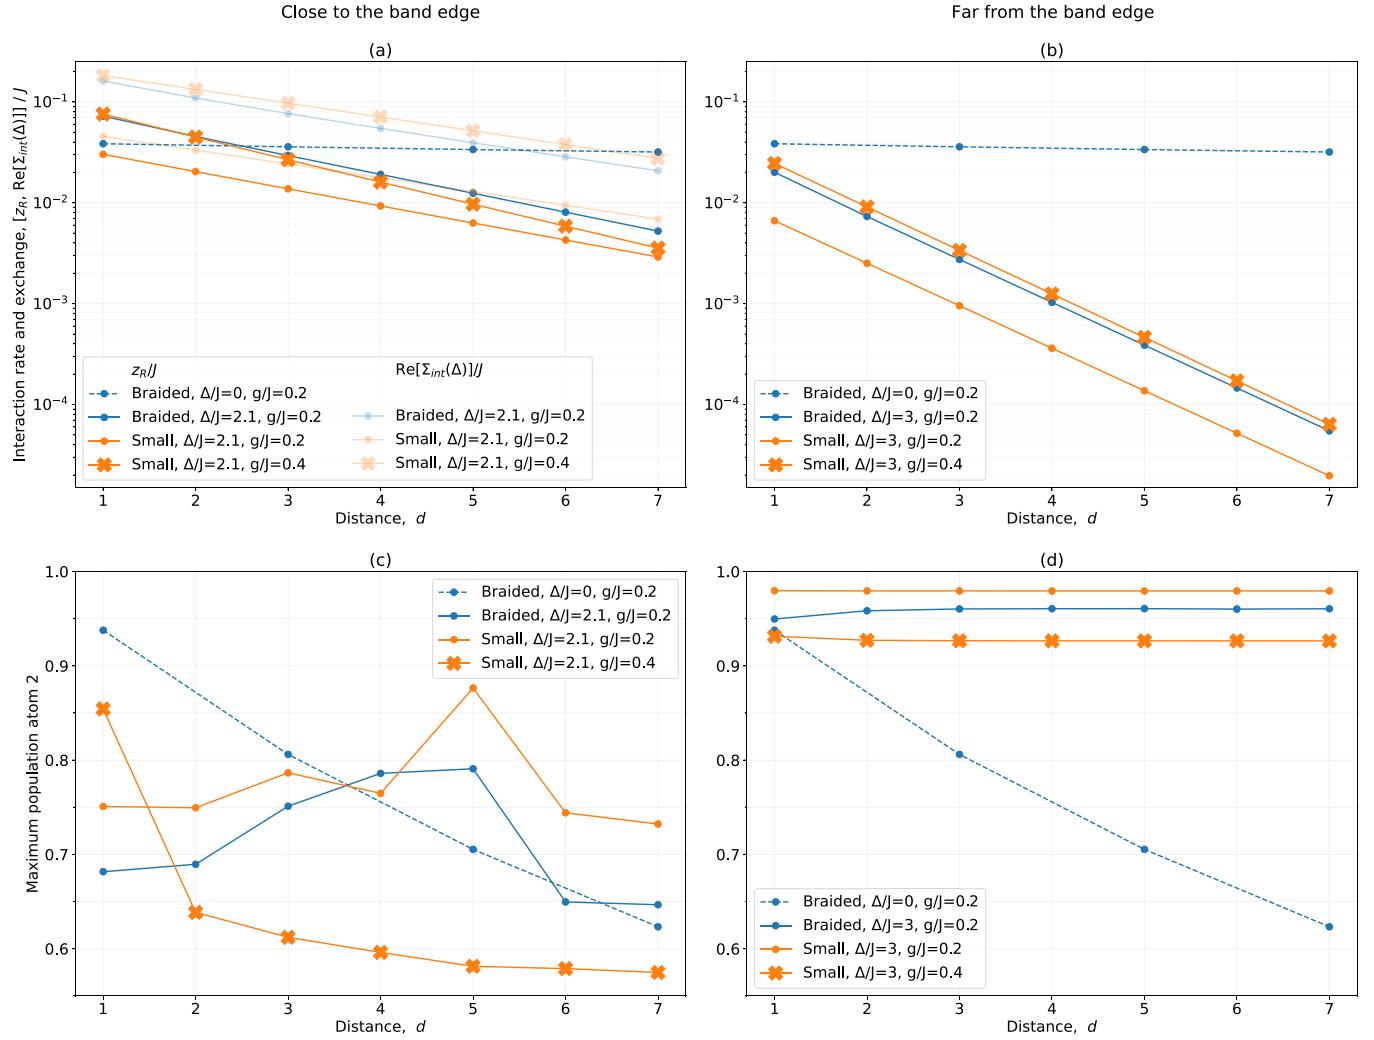 Close to the band edge
Far from the band edge
(a)
Interaction rate and exchange, [z_R, Re[Σ_int(Δ)]] / J
10⁻¹
10⁻²
10⁻³
10⁻⁴
z_R/J
Braided, Δ/J=0, g/J=0.2
Braided, Δ/J=2.1, g/J=0.2
Small, Δ/J=2.1, g/J=0.2
Small, Δ/J=2.1, g/J=0.4
Re[Σ_int(Δ)]/J
Braided, Δ/J=2.1, g/J=0.2
Small, Δ/J=2.1, g/J=0.2
Small, Δ/J=2.1, g/J=0.4
1 2 3 4 5 6 7
Distance, d
(b)
10⁻¹
10⁻²
10⁻³
10⁻⁴
Braided, Δ/J=0, g/J=0.2
Braided, Δ/J=3, g/J=0.2
Small, Δ/J=3, g/J=0.2
Small, Δ/J=3, g/J=0.4
1 2 3 4 5 6 7
Distance, d
(c)
Maximum population atom 2
1.0
0.9
0.8
0.7
0.6
Braided, Δ/J=0, g/J=0.2
Braided, Δ/J=2.1, g/J=0.2
Small, Δ/J=2.1, g/J=0.2
Small, Δ/J=2.1, g/J=0.4
1 2 3 4 5 6 7
Distance, d
(d)
1.0
0.9
0.8
0.7
0.6
Braided, Δ/J=0, g/J=0.2
Braided, Δ/J=3, g/J=0.2
Small, Δ/J=3, g/J=0.2
Small, Δ/J=3, g/J=0.4
1 2 3 4 5 6 7
Distance, d